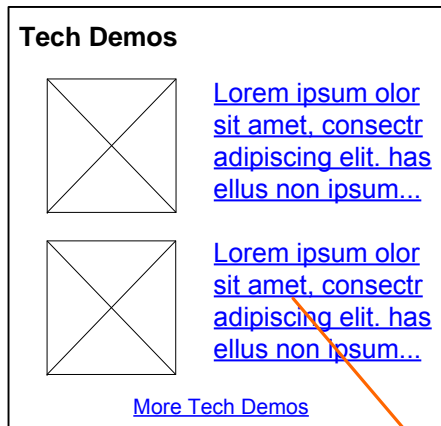 Tech Demos
Lorem ipsum olor
sit amet, consectr
adipiscing elit. has
ellus non ipsum...
Lorem ipsum olor
sit amet, consectr
adipiscing elit. has
ellus non ipsum...
More Tech Demos